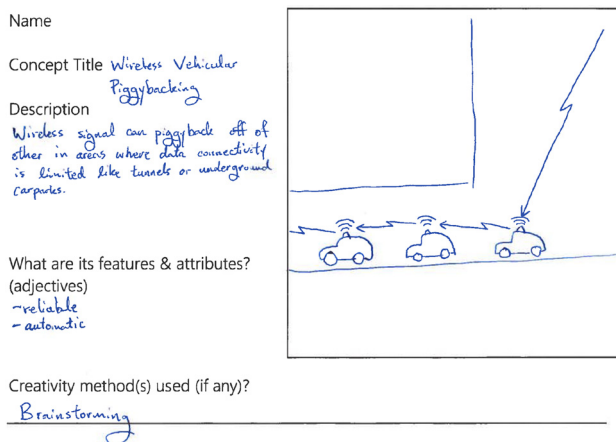 Name
Concept Title Wireless Vehicular
Piggybacking
Description
Wireless signal can piggyback off of
other in areas where data connectivity
is limited like tunnels or underground
carparks.
What are its features & attributes?
(adjectives)
-reliable
- automatic
Creativity method(s) used (if any)?
Brainstorming